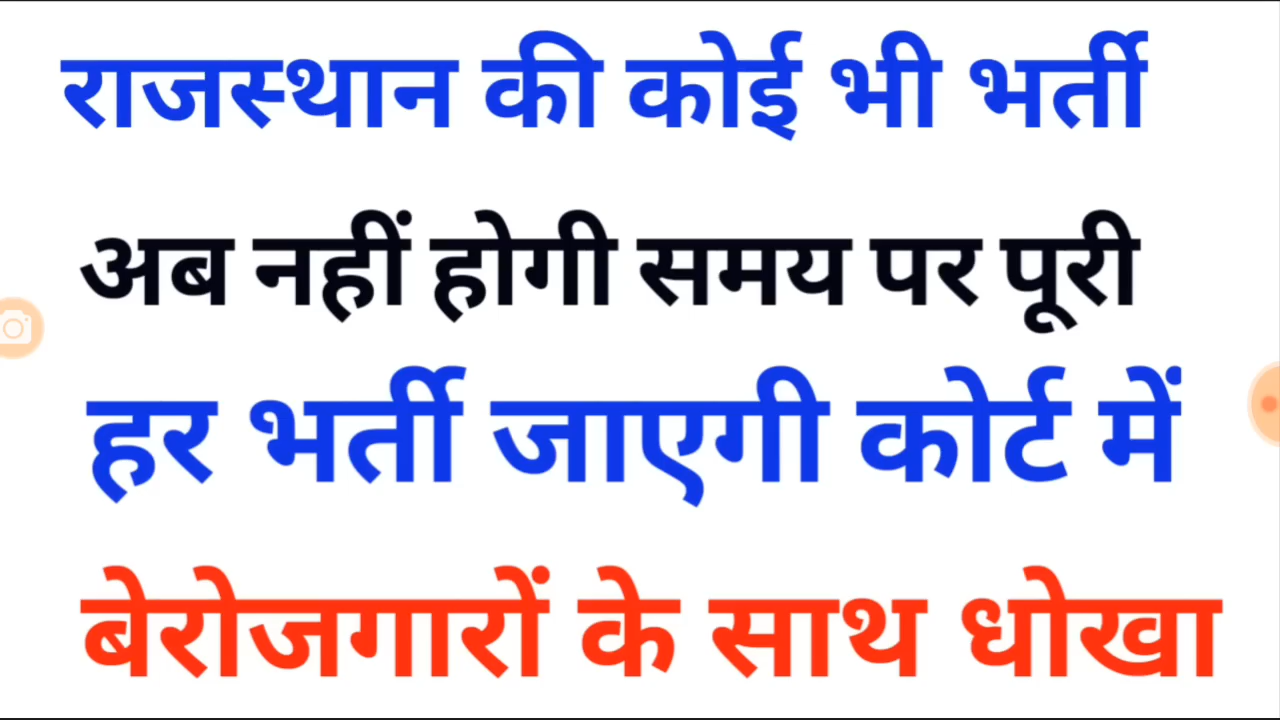 राजस्थान की कोई भी भर्ती
अब नहीं होगी समय पर पूरी
हर भर्ती जाएगी कोर्ट में
बेरोजगारों के साथ धोखा